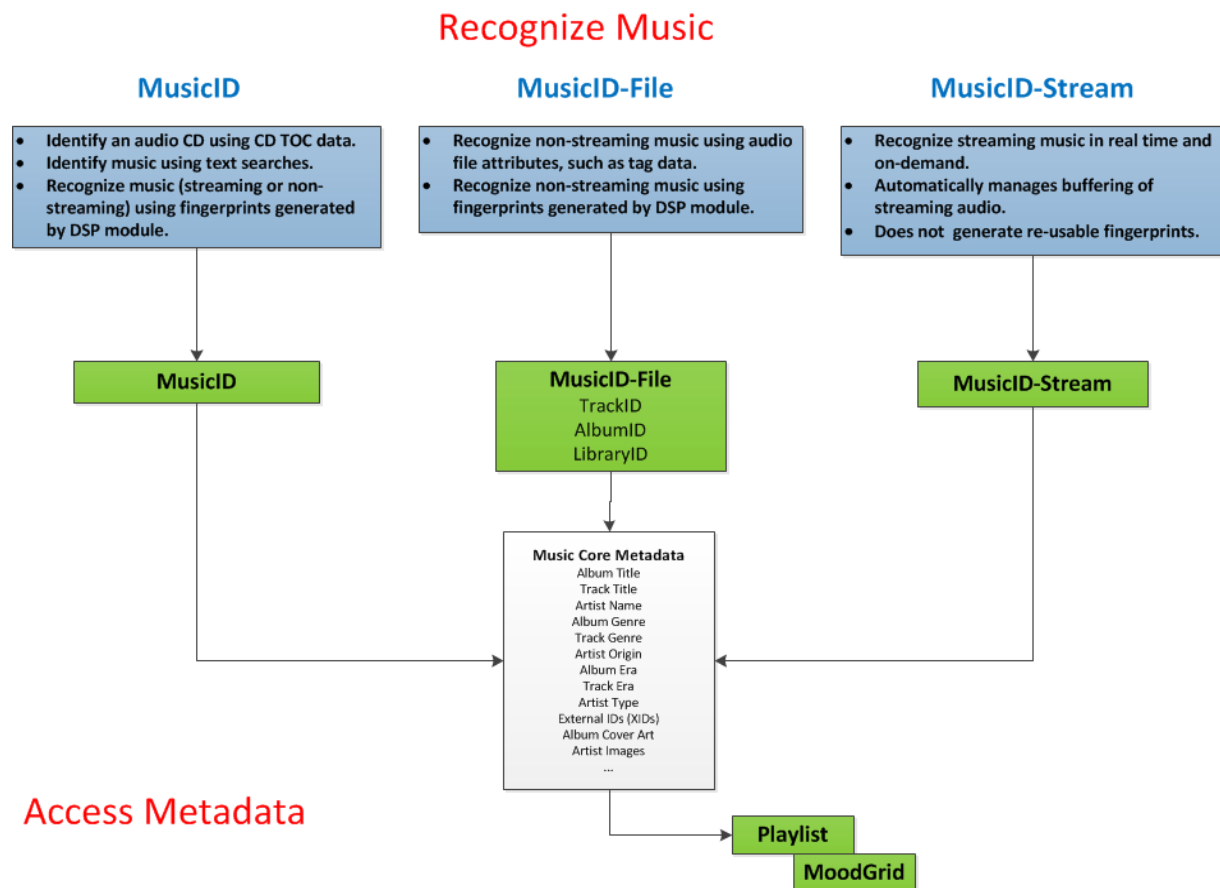 Recognize Music
MusicID
• Identify an audio CD using CD TOC data.
• Identify music using text searches.
• Recognize music (streaming or non-
streaming) using fingerprints generated
by DSP module.
MusicID-File
• Recognize non-streaming music using audio
file attributes, such as tag data.
• Recognize non-streaming music using
fingerprints generated by DSP module.
MusicID-Stream
• Recognize streaming music in real time and
on-demand.
• Automatically manages buffering of
streaming audio.
• Does not generate re-usable fingerprints.
MusicID
MusicID-File
TrackID
AlbumID
LibraryID
MusicID-Stream
Music Core Metadata
Album Title
Track Title
Artist Name
Album Genre
Track Genre
Artist Origin
Album Era
Track Era
Artist Type
External IDs (XIDs)
Album Cover Art
Artist Images
...
Access Metadata
Playlist
MoodGrid